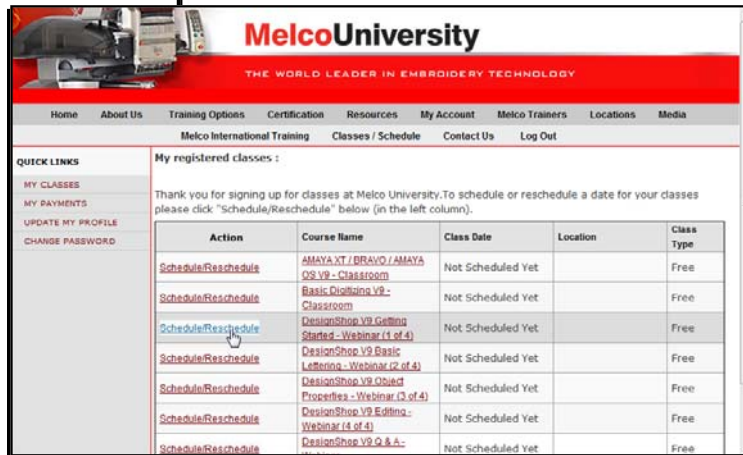 MelcoUniversity
THE WORLD LEADER IN EMBROIDERY TECHNOLOGY
Home About Us Training Options Certification Resources My Account Melco Trainers Locations Media
Melco International Training Classes / Schedule Contact Us Log Out
QUICK LINKS
MY CLASSES
MY PAYMENTS
UPDATE MY PROFILE
CHANGE PASSWORD
My registered classes :
Thank you for signing up for classes at Melco University.To schedule or reschedule a date for your classes
please click "Schedule/Reschedule" below (in the left column).
Action Course Name Class Date Location Class
Type
Schedule/Reschedule AMAYA XT / BRAVO / AMAYA
OS V9 - Classroom Not Scheduled Yet Free
Schedule/Reschedule Basic Digitizing V9 -
Classroom Not Scheduled Yet Free
Schedule/Reschedule DesignShop V9 Getting
Started - Webinar (1 of 4) Not Scheduled Yet Free
Schedule/Reschedule DesignShop V9 Basic
Lettering - Webinar (2 of 4) Not Scheduled Yet Free
Schedule/Reschedule DesignShop V9 Object
Properties - Webinar (3 of 4) Not Scheduled Yet Free
Schedule/Reschedule DesignShop V9 Editing -
Webinar (4 of 4) Not Scheduled Yet Free
Schedule/Reschedule DesignShop V9 Q & A -
Not Scheduled Yet Free